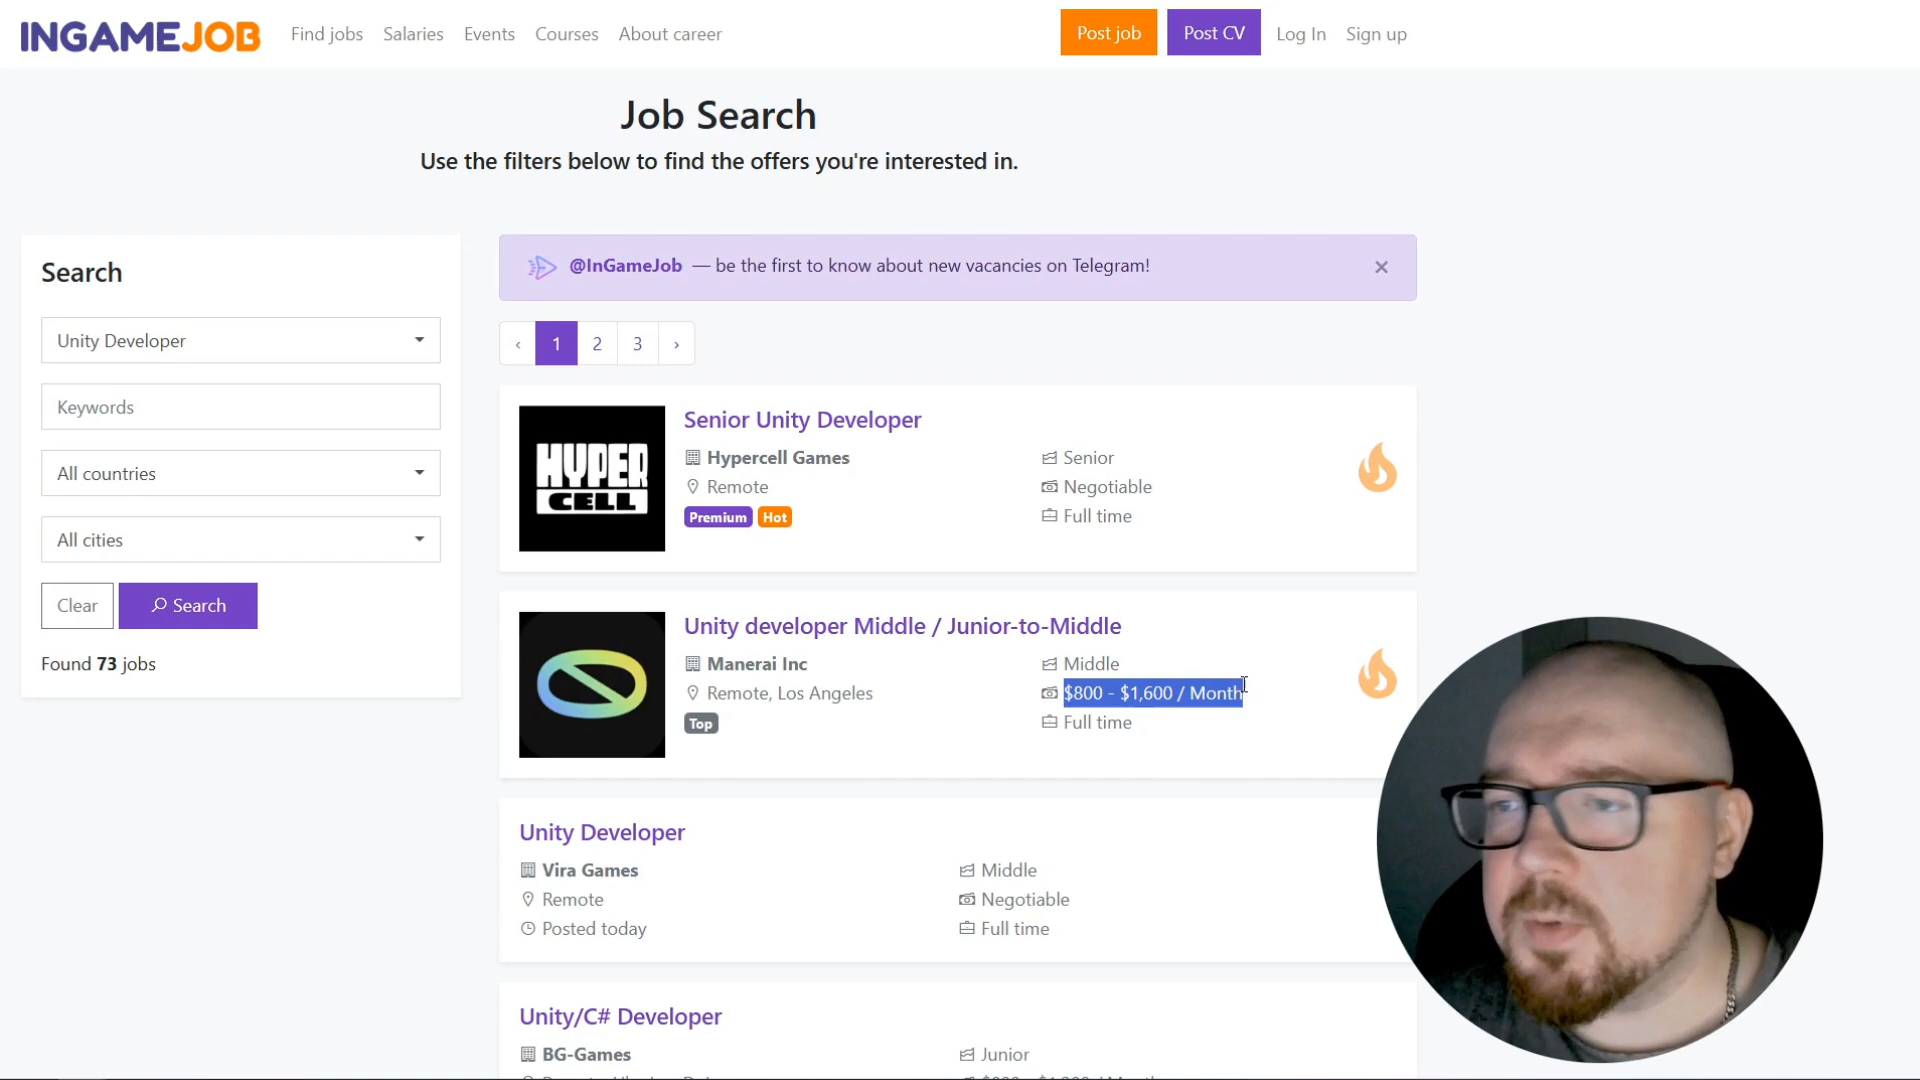 INGAMEJOB
Find jobs
Salaries
Events
Courses
About career
Post job
Post CV
Log In
Sign up
Job Search
Use the filters below to find the offers you're interested in.
Search
Unity Developer
Keywords
All countries
All cities
Clear
Search
Found 73 jobs
@InGameJob — be the first to know about new vacancies on Telegram!
×
‹ 1 2 3 ›
HYPER
CELL
Senior Unity Developer
Hypercell Games
Remote
Premium Hot
Senior
Negotiable
Full time
Unity developer Middle / Junior-to-Middle
Manerai Inc
Remote, Los Angeles
Top
Middle
$800 - $1,600 / Month
Full time
Unity Developer
Vira Games
Remote
Posted today
Middle
Negotiable
Full time
Unity/C# Developer
BG-Games
Junior